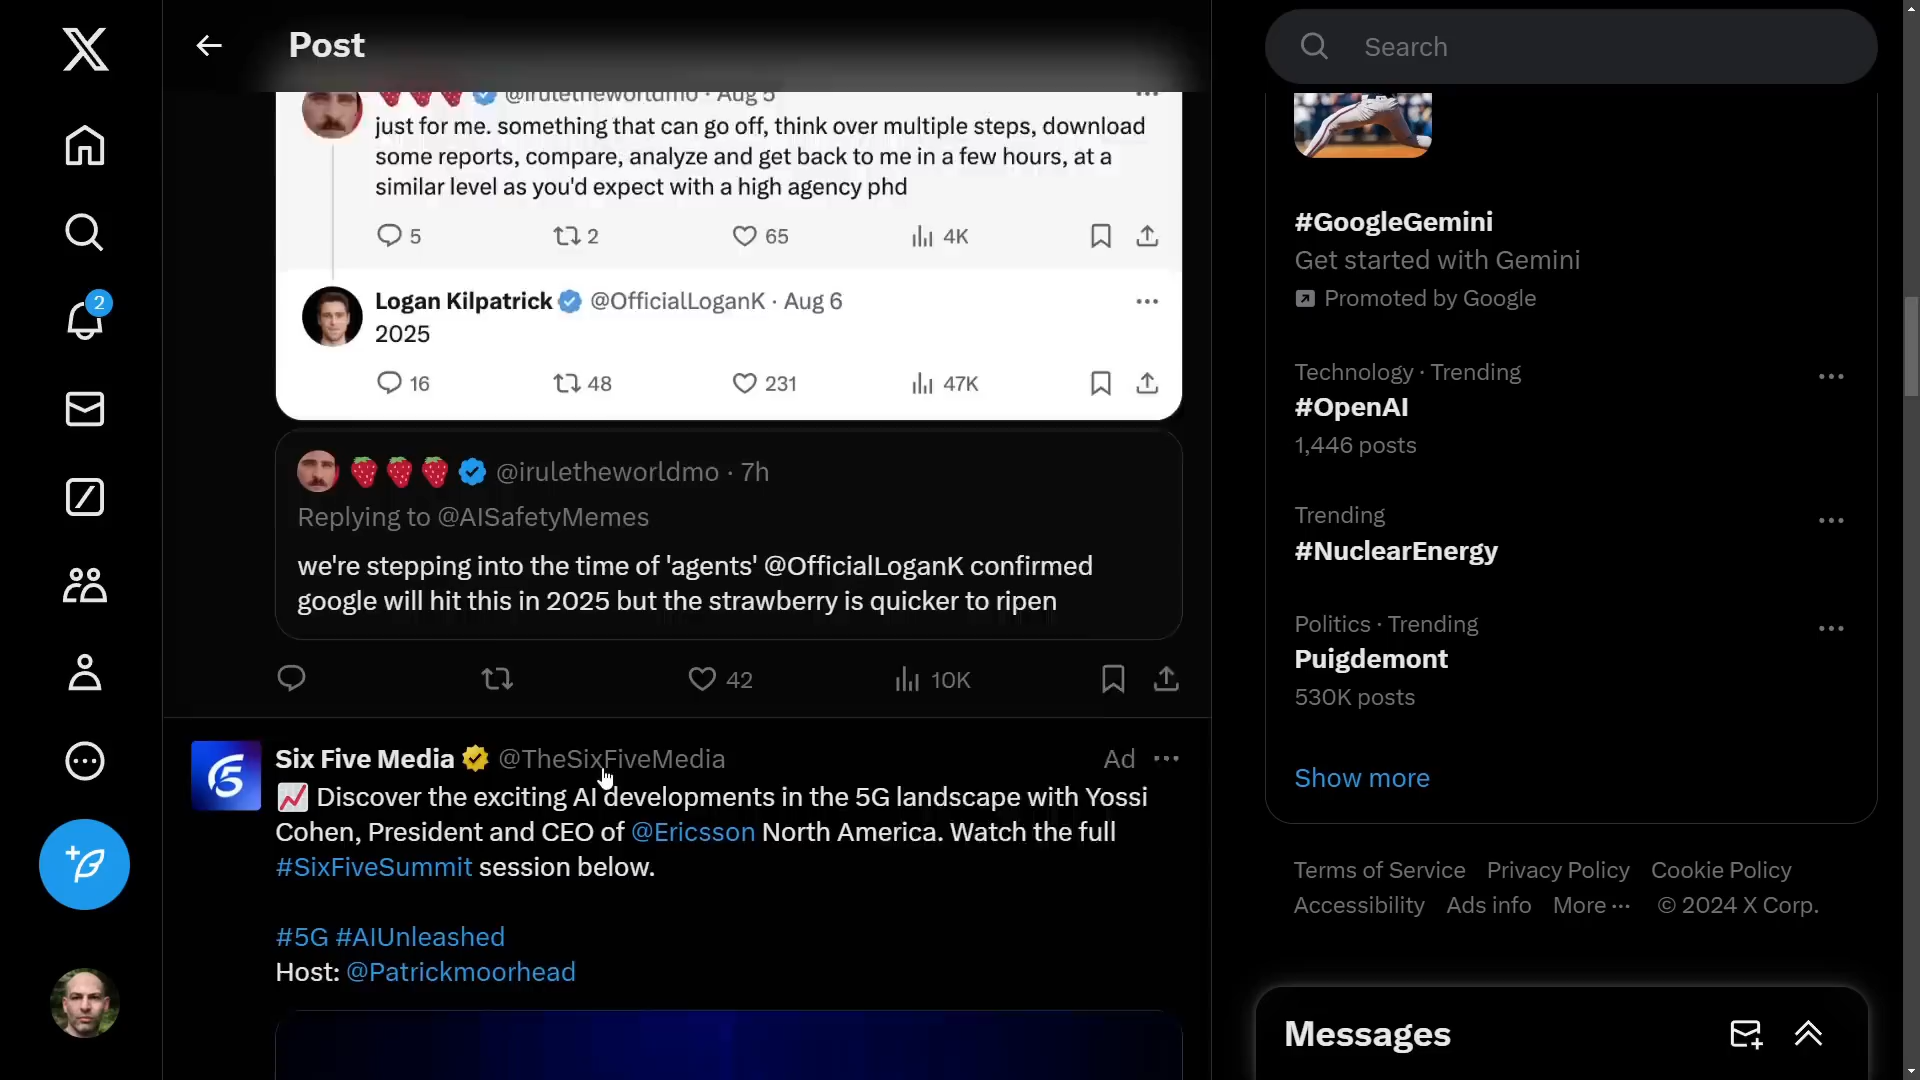 Post
Search
@iruletheworldmo · Aug 5
just for me. something that can go off, think over multiple steps, download
some reports, compare, analyze and get back to me in a few hours, at a
similar level as you'd expect with a high agency phd
5 2 65 4K
Logan Kilpatrick @OfficialLoganK · Aug 6
2025
16 48 231 47K
@iruletheworldmo · 7h
Replying to @AISafetyMemes
we're stepping into the time of 'agents' @OfficialLoganK confirmed
google will hit this in 2025 but the strawberry is quicker to ripen
42 10K
Six Five Media @TheSixFiveMedia Ad
Discover the exciting AI developments in the 5G landscape with Yossi
Cohen, President and CEO of @Ericsson North America. Watch the full
#SixFiveSummit session below.
#5G #AIUnleashed
Host: @Patrickmoorhead
2
#GoogleGemini
Get started with Gemini
Promoted by Google
Technology · Trending
#OpenAI
1,446 posts
Trending
#NuclearEnergy
Politics · Trending
Puigdemont
530K posts
Show more
Terms of Service Privacy Policy Cookie Policy
Accessibility Ads info More ··· © 2024 X Corp.
Messages